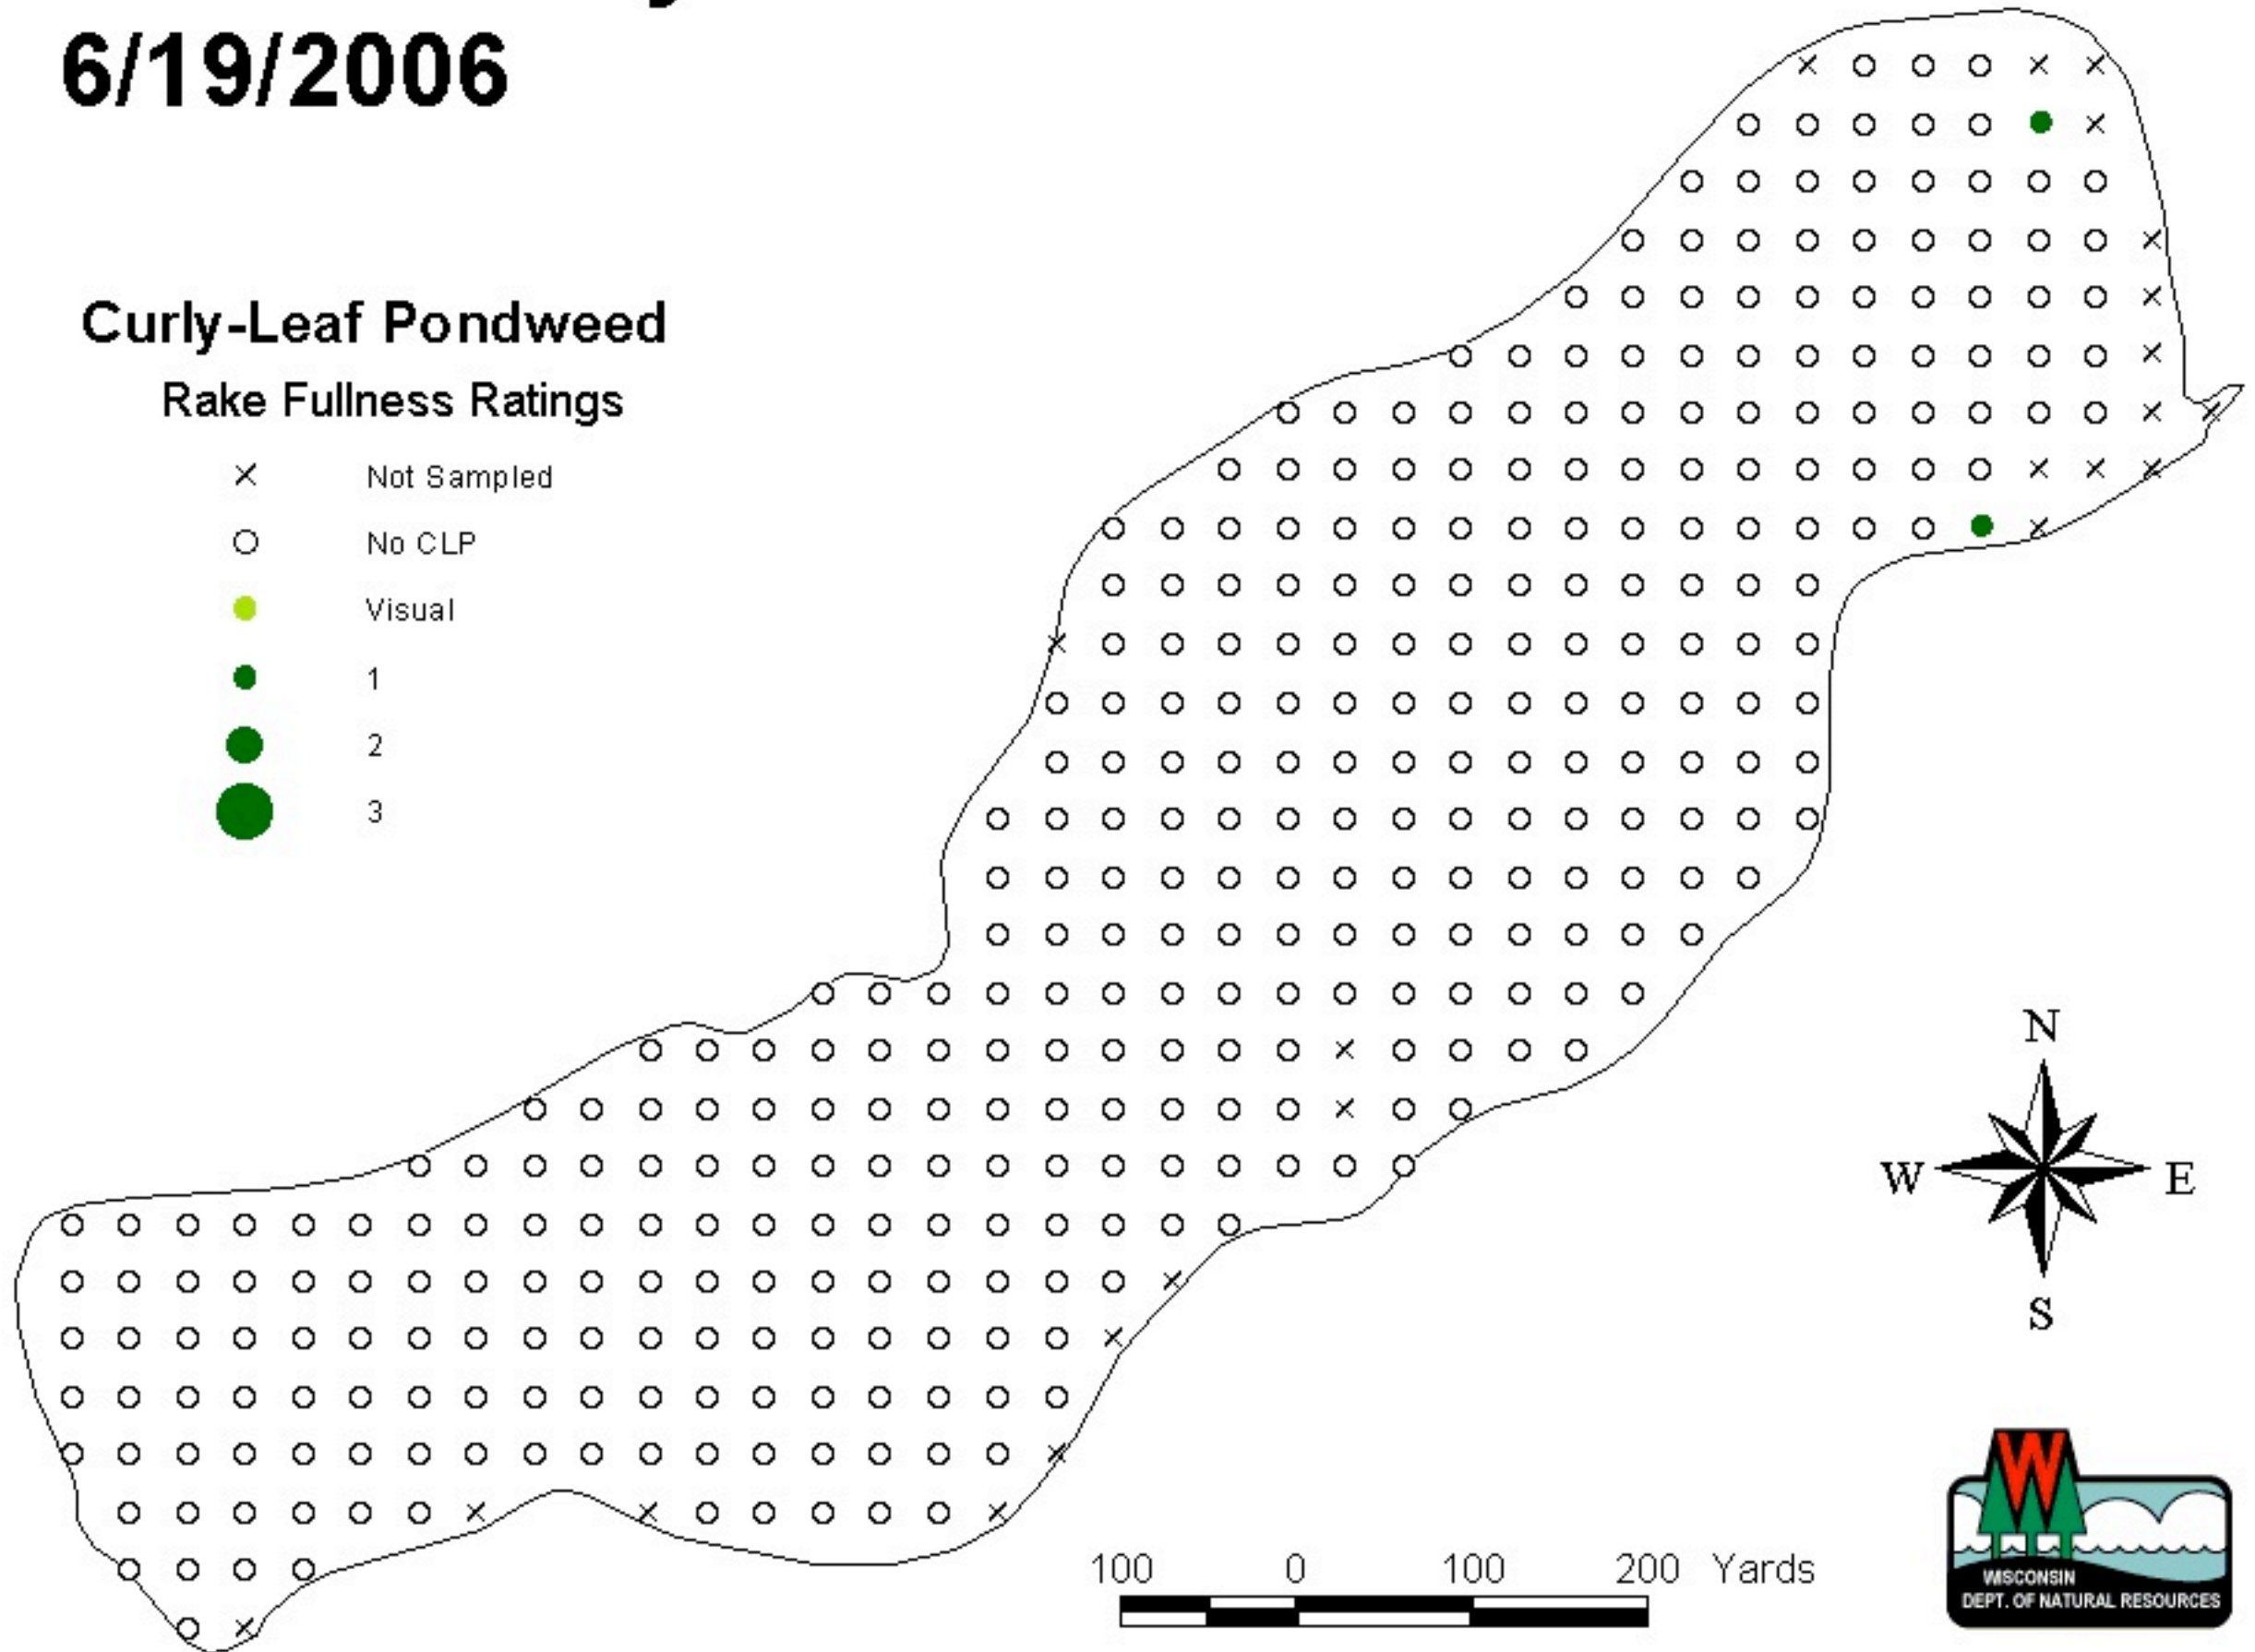 6/19/2006
Curly-Leaf Pondweed
Rake Fullness Ratings
Not Sampled
No CLP
Visual
1
2
3
N
W E
S
100 0 100 200 Yards
W
WISCONSIN
DEPT. OF NATURAL RESOURCES